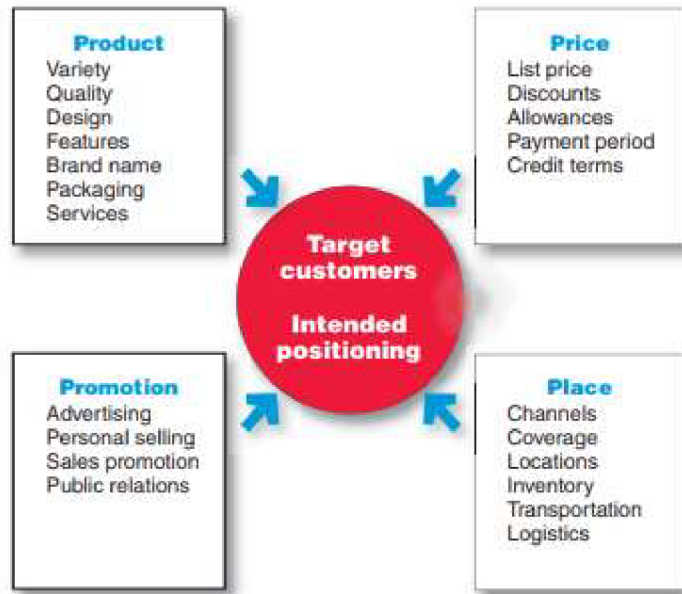 Product
Variety
Quality
Design
Features
Brand name
Packaging
Services
Price
List price
Discounts
Allowances
Payment period
Credit terms
Target
customers
Intended
positioning
Promotion
Advertising
Personal selling
Sales promotion
Public relations
Place
Channels
Coverage
Locations
Inventory
Transportation
Logistics